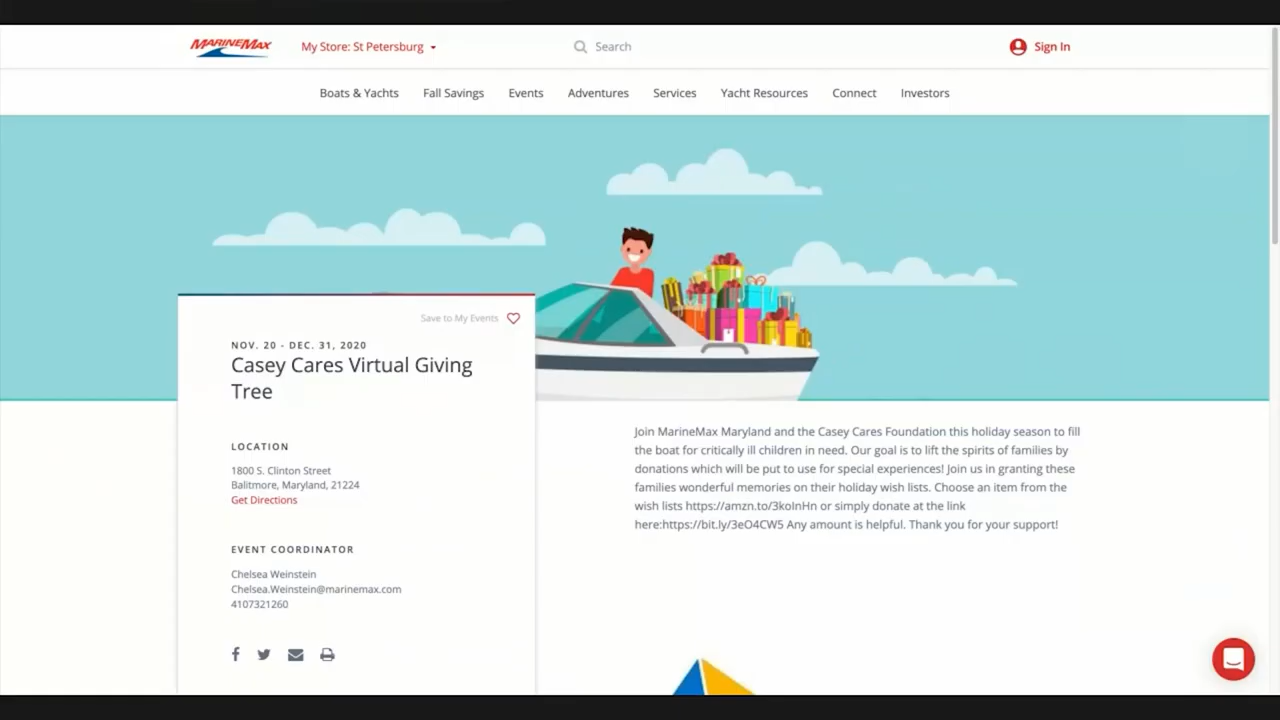 MARINEMAX
My Store: St Petersburg
Search
Sign In
Boats & Yachts Fall Savings Events Adventures Services Yacht Resources Connect Investors
Save to My Events
NOV. 20 - DEC. 31, 2020
Casey Cares Virtual Giving
Tree
LOCATION
1800 S. Clinton Street
Balitmore, Maryland, 21224
Get Directions
EVENT COORDINATOR
Chelsea Weinstein
Chelsea.Weinstein@marinemax.com
4107321260
Join MarineMax Maryland and the Casey Cares Foundation this holiday season to fill
the boat for critically ill children in need. Our goal is to lift the spirits of families by
donations which will be put to use for special experiences! Join us in granting these
families wonderful memories on their holiday wish lists. Choose an item from the
wish lists https://amzn.to/3koInHn or simply donate at the link
here:https://bit.ly/3eO4CW5 Any amount is helpful. Thank you for your support!